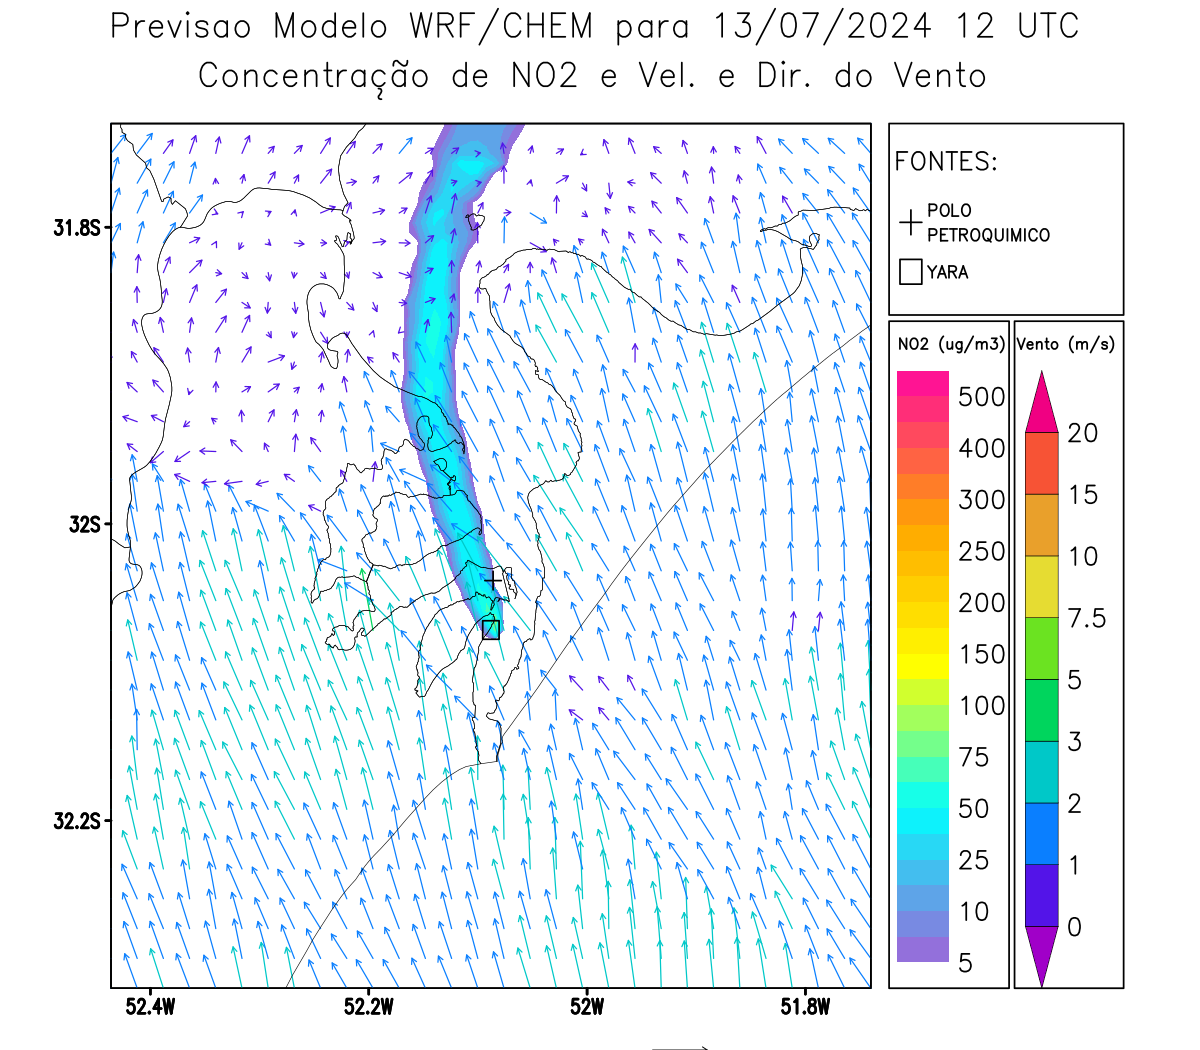 Previsao Modelo WRF/CHEM para 13/07/2024 12 UTC
Concentração de NO2 e Vel. e Dir. do Vento
FONTES:
POLO
PETROQUIMICO
YARA
NO2 (ug/m3)
500
400
300
250
200
150
100
75
50
25
10
5
Vento (m/s)
20
15
10
7.5
5
3
2
1
0
31.8S
32S
32.2S
52.4W
52.2W
52W
51.8W